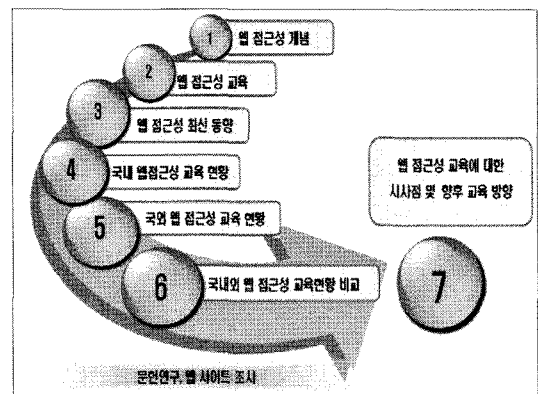 1
웹 접근성 개념
2
웹 접근성 교육
3
웹 접근성 최신 동향
4
국내 웹접근성 교육 현황
5
국외 웹 접근성 교육 현황
6
국내외 웹 접근성 교육현황 비교
웹 접근성 교육에 대한
시사점 및 향후 교육 방향
7
문헌연구, 웹 사이트 조사